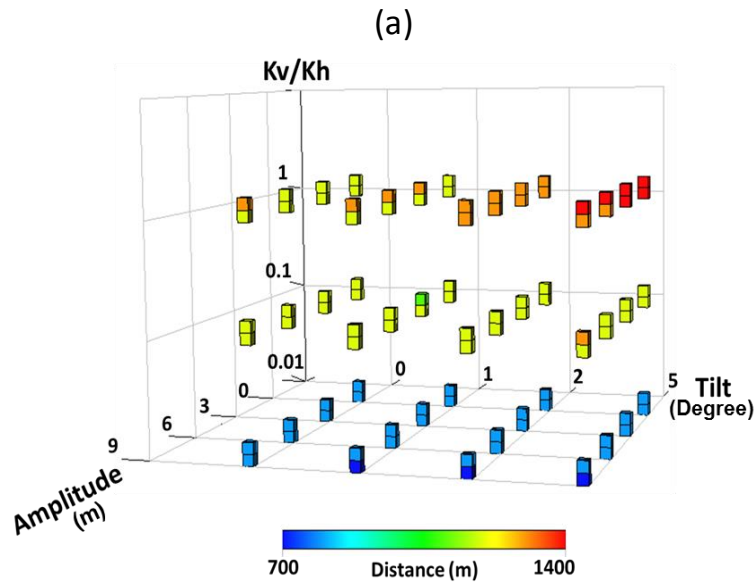 (a)
Kv/Kh
1
0.1
0.01
0
1
2
5
Tilt
(Degree)
0
3
6
9
Amplitude
(m)
700
Distance (m)
1400